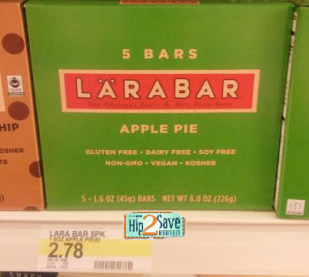 5 BARS
LÄRABAR
THE ORIGINAL FRUIT & NUT FOOD BAR
APPLE PIE
GLUTEN FREE • DAIRY FREE • SOY FREE
NON-GMO • VEGAN • KOSHER
5 - 1.6 OZ (45g) BARS NET WT 8.0 OZ (226g)
HIP
Hip2Save
LARA BAR 5PK
2.78